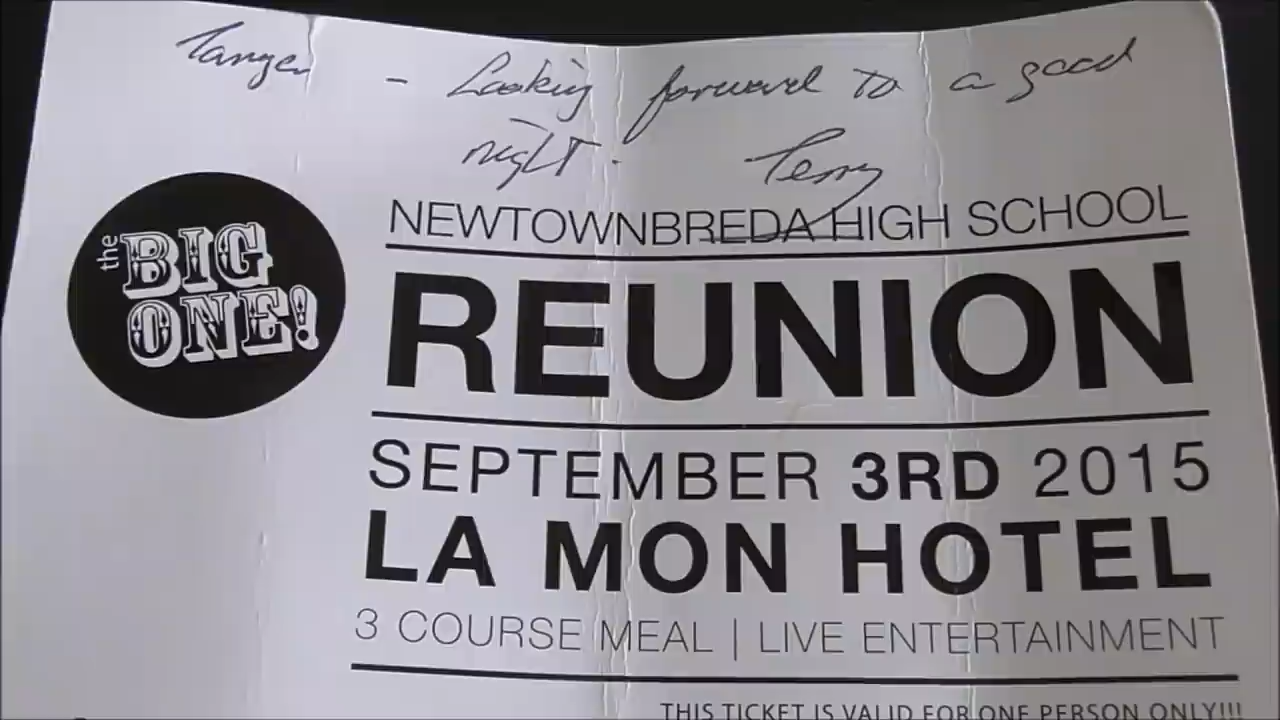 - Looking forward to a good
night. Terry
the
BIG
ONE!
NEWTOWNBREDA HIGH SCHOOL
REUNION
SEPTEMBER 3RD 2015
LA MON HOTEL
3 COURSE MEAL | LIVE ENTERTAINMENT
THIS TICKET IS VALID FOR ONE PERSON ONLY!!!